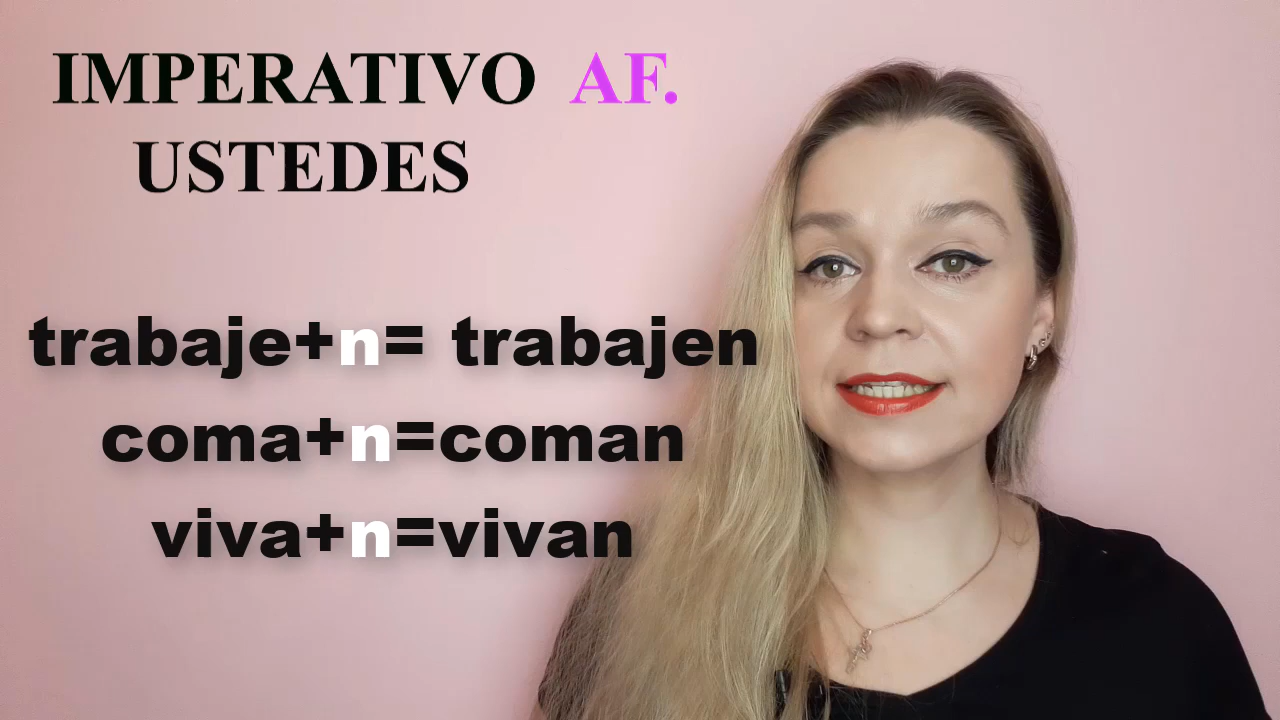 IMPERATIVO AF.
USTEDES
trabaje+n= trabajen
coma+n=coman
viva+n=vivan